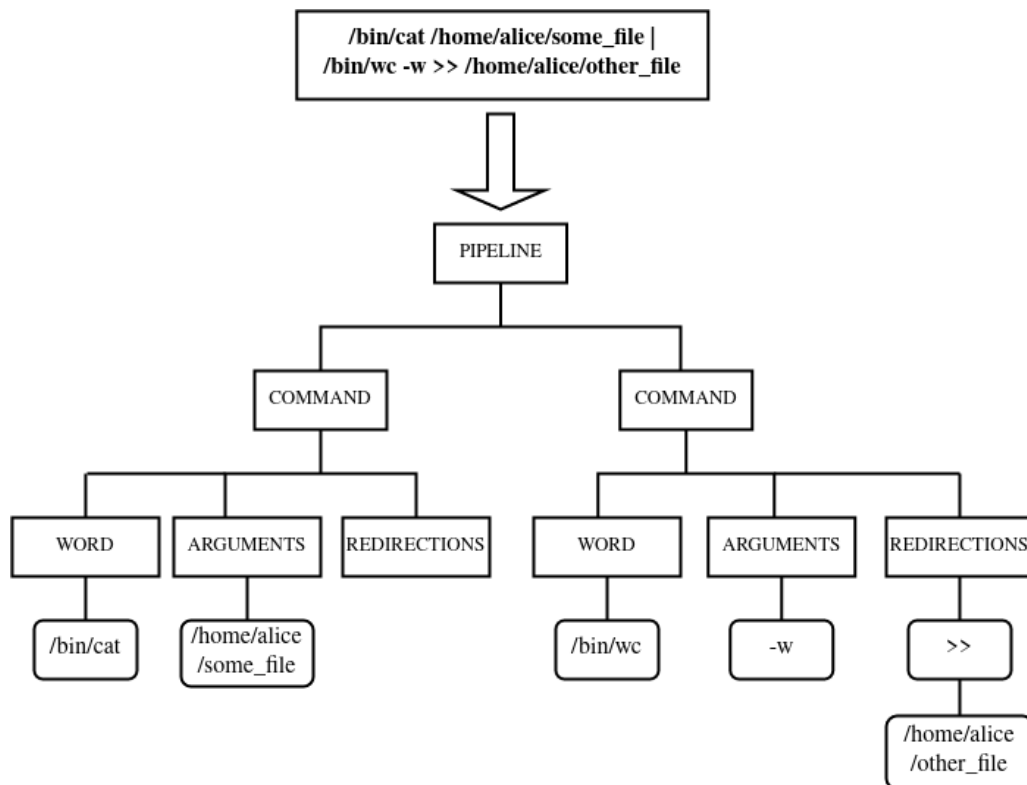 /bin/cat /home/alice/some_file |
/bin/wc -w >> /home/alice/other_file
PIPELINE
COMMAND
COMMAND
WORD
ARGUMENTS
REDIRECTIONS
WORD
ARGUMENTS
REDIRECTIONS
/bin/cat
/home/alice
/some_file
/bin/wc
-w
>>
/home/alice
/other_file